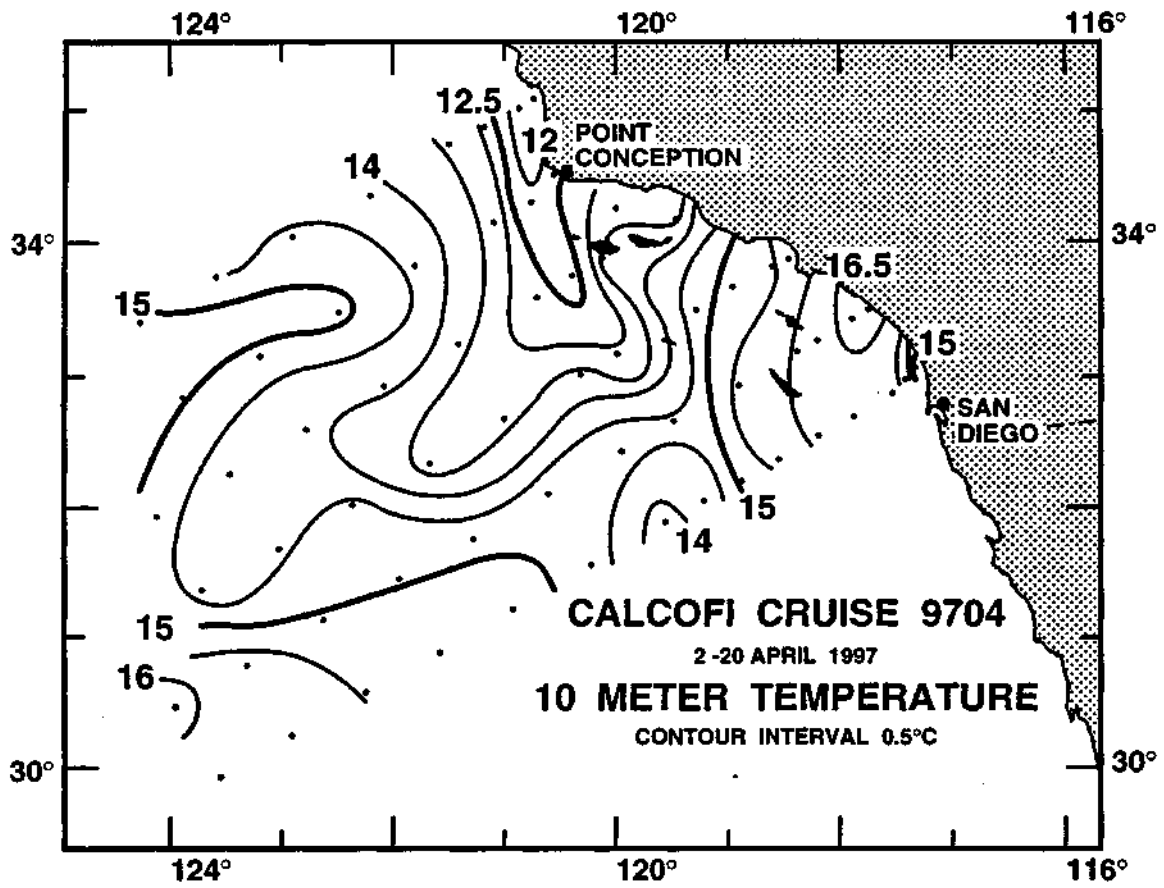 124°
120°
116°
12.5
12
POINT
CONCEPTION
14
34°
34°
16.5
15
15
SAN
DIEGO
15
14
15
16
CALCOFI CRUISE 9704
2 -20 APRIL 1997
10 METER TEMPERATURE
CONTOUR INTERVAL 0.5°C
30°
30°
124°
120°
116°